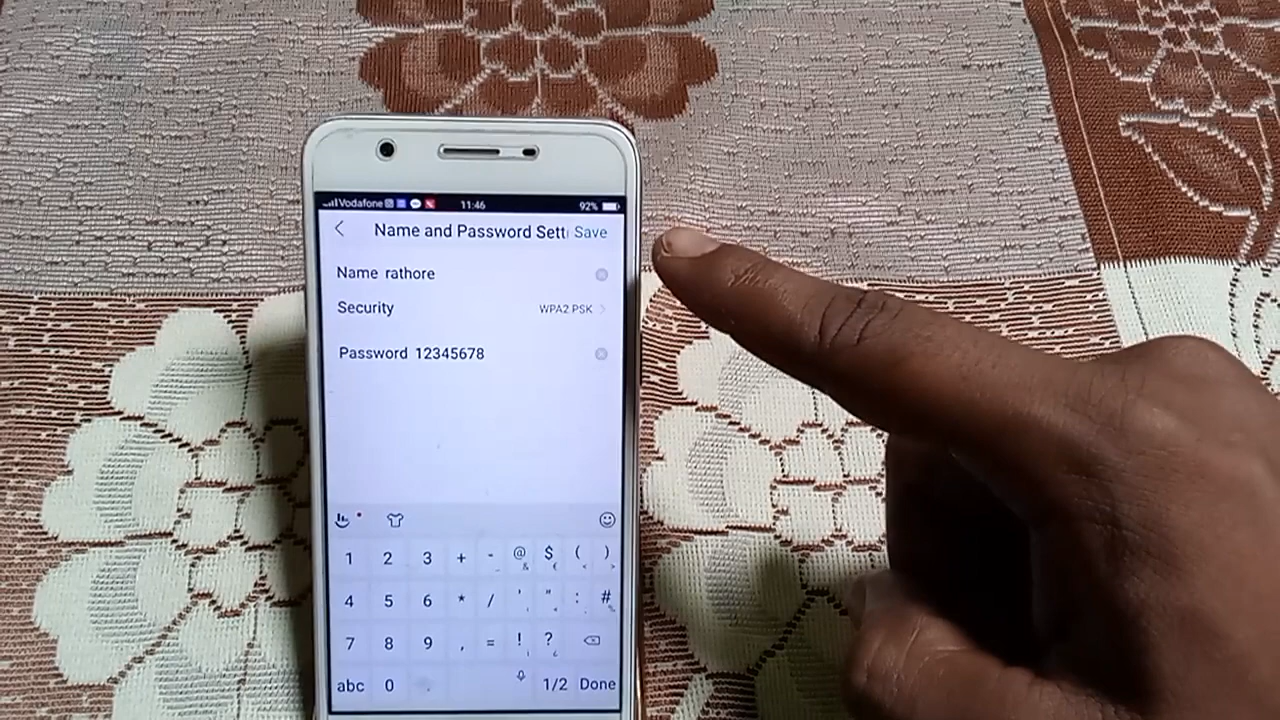 Vodafone 11:46 92%
Name and Password Sett Save
Name rathore
Security WPA2 PSK
Password 12345678
1 2 3 + - @ $ ( )
_ & € < >
4 5 6 * / ' " : #
7 8 9 , = ! ?
abc 0 1/2 Done